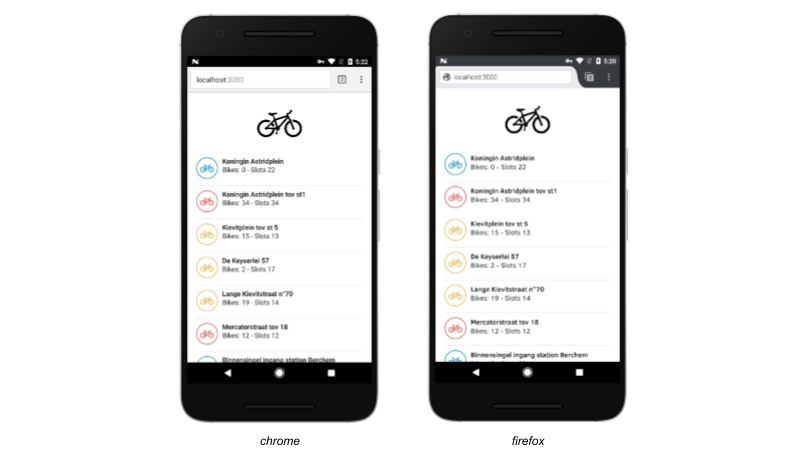 5:22
localhost:3000
Koningin Astridplein
Bikes: 0 - Slots 22
Koningin Astridplein tov st1
Bikes: 34 - Slots 34
Kievitplein tov st 5
Bikes: 15 - Slots 13
De Keyserlei 57
Bikes: 2 - Slots 17
Lange Kievitstraat n°70
Bikes: 19 - Slots 14
Mercatorstraat tov 18
Bikes: 12 - Slots 12
Binnensingel ingang station Berchem
chrome
5:20
localhost:3000
Koningin Astridplein
Bikes: 0 - Slots 22
Koningin Astridplein tov st1
Bikes: 34 - Slots 34
Kievitplein tov st 5
Bikes: 15 - Slots 13
De Keyserlei 57
Bikes: 2 - Slots 17
Lange Kievitstraat n°70
Bikes: 19 - Slots 14
Mercatorstraat tov 18
Bikes: 12 - Slots 12
Binnensingel ingang station Berchem
firefox